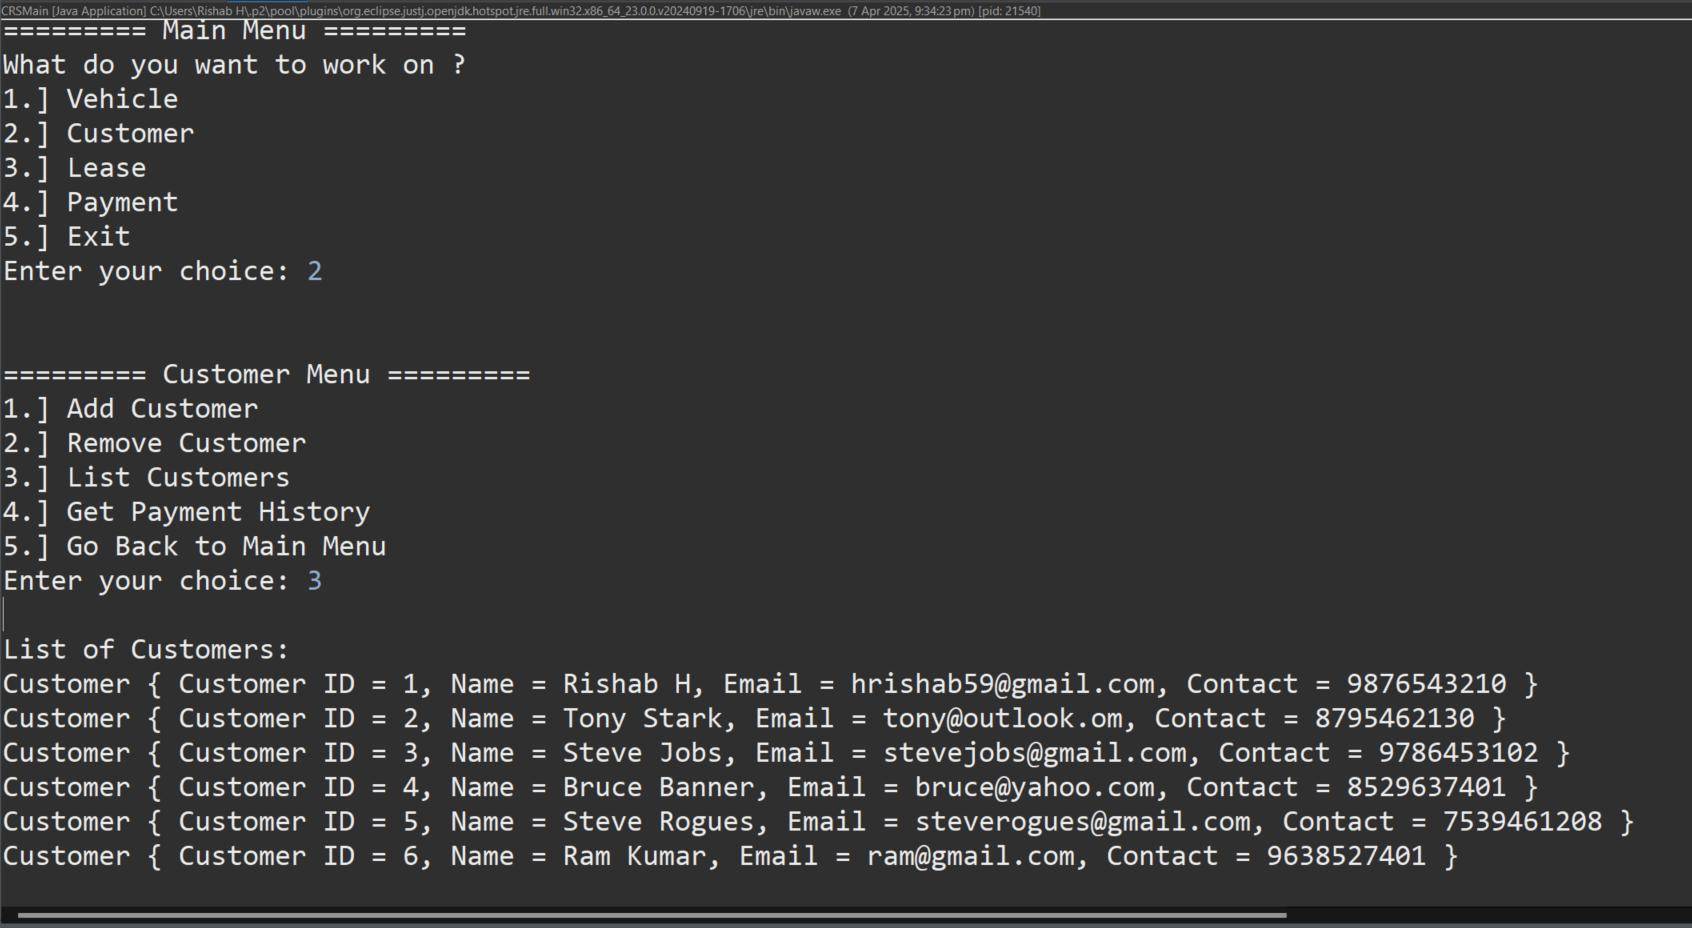 CRSMain [Java Application] C:\Users\Rishab H\.p2\pool\plugins\org.eclipse.justj.openjdk.hotspot.jre.full.win32.x86_64_23.0.0.v20240919-1706\jre\bin\javaw.exe (7 Apr 2025, 9:34:23 pm) [pid: 21540]
========= Main Menu =========
What do you want to work on ?
1.] Vehicle
2.] Customer
3.] Lease
4.] Payment
5.] Exit
Enter your choice: 2
========= Customer Menu =========
1.] Add Customer
2.] Remove Customer
3.] List Customers
4.] Get Payment History
5.] Go Back to Main Menu
Enter your choice: 3
List of Customers:
Customer { Customer ID = 1, Name = Rishab H, Email = hrishab59@gmail.com, Contact = 9876543210 }
Customer { Customer ID = 2, Name = Tony Stark, Email = tony@outlook.om, Contact = 8795462130 }
Customer { Customer ID = 3, Name = Steve Jobs, Email = stevejobs@gmail.com, Contact = 9786453102 }
Customer { Customer ID = 4, Name = Bruce Banner, Email = bruce@yahoo.com, Contact = 8529637401 }
Customer { Customer ID = 5, Name = Steve Rogues, Email = steverogues@gmail.com, Contact = 7539461208 }
Customer { Customer ID = 6, Name = Ram Kumar, Email = ram@gmail.com, Contact = 9638527401 }